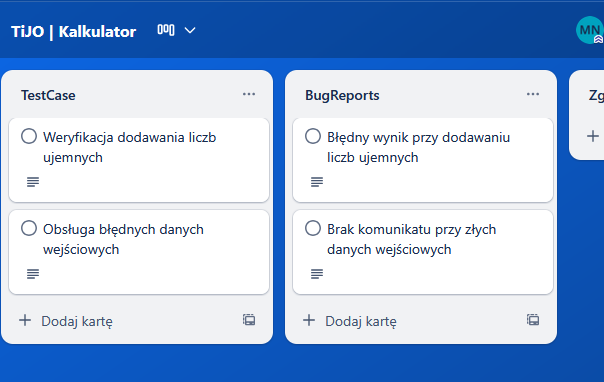 TiJO | Kalkulator
MN
TestCase
Weryfikacja dodawania liczb
ujemnych
Obsługa błędnych danych
wejściowych
Dodaj kartę
BugReports
Błędny wynik przy dodawaniu
liczb ujemnych
Brak komunikatu przy złych
danych wejściowych
Dodaj kartę
Zg